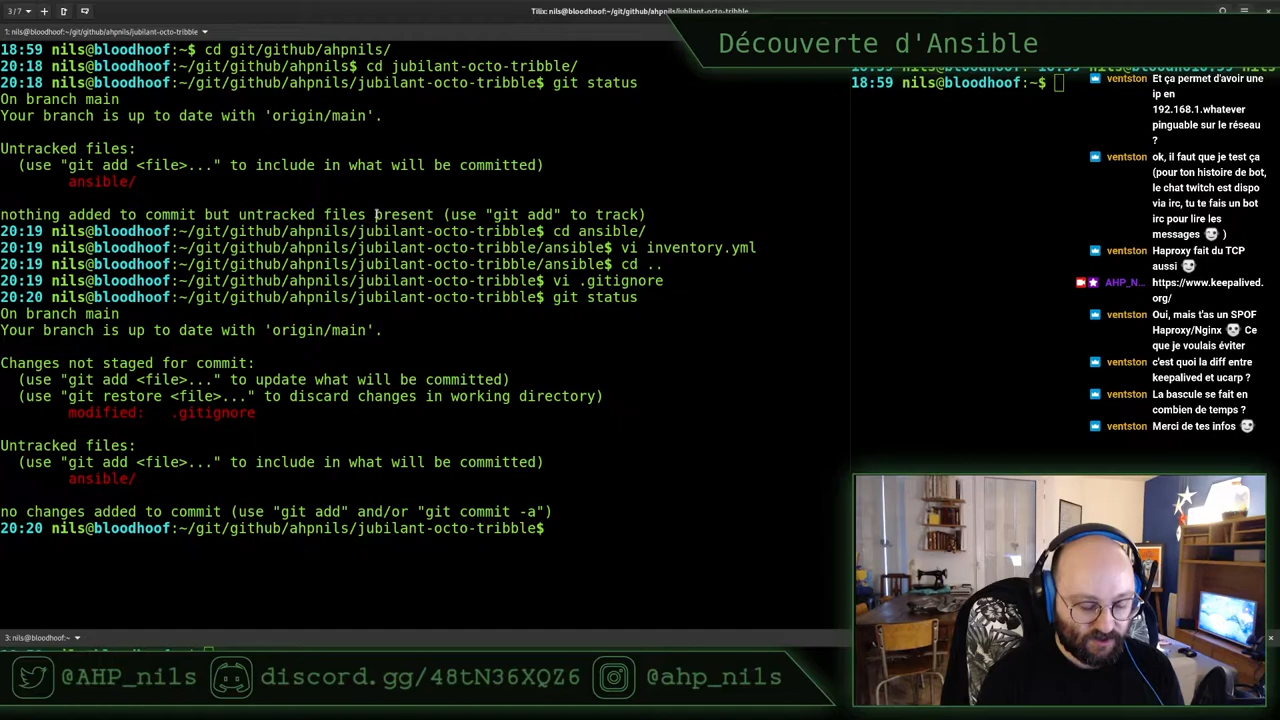 3/7
Tilix: nils@bloodhoof:~/git/github/ahpnils/jubilant-octo-tribble
1: nils@bloodhoof:~/git/github/ahpnils/jubilant-octo-tribble
18:59 nils@bloodhoof:~$ cd git/github/ahpnils/
20:18 nils@bloodhoof:~/git/github/ahpnils$ cd jubilant-octo-tribble/
20:18 nils@bloodhoof:~/git/github/ahpnils/jubilant-octo-tribble$ git status
On branch main
Your branch is up to date with 'origin/main'.
Untracked files:
(use "git add <file>..." to include in what will be committed)
ansible/
nothing added to commit but untracked files present (use "git add" to track)
20:19 nils@bloodhoof:~/git/github/ahpnils/jubilant-octo-tribble$ cd ansible/
20:19 nils@bloodhoof:~/git/github/ahpnils/jubilant-octo-tribble/ansible$ vi inventory.yml
20:19 nils@bloodhoof:~/git/github/ahpnils/jubilant-octo-tribble/ansible$ cd ..
20:19 nils@bloodhoof:~/git/github/ahpnils/jubilant-octo-tribble$ vi .gitignore
20:20 nils@bloodhoof:~/git/github/ahpnils/jubilant-octo-tribble$ git status
On branch main
Your branch is up to date with 'origin/main'.
Changes not staged for commit:
(use "git add <file>..." to update what will be committed)
(use "git restore <file>..." to discard changes in working directory)
modified:   .gitignore
Untracked files:
(use "git add <file>..." to include in what will be committed)
ansible/
no changes added to commit (use "git add" and/or "git commit -a")
20:20 nils@bloodhoof:~/git/github/ahpnils/jubilant-octo-tribble$
3: nils@bloodhoof:~
Découverte d'Ansible
18:59 nils@bloodhoof:~$
ventston Et ça permet d'avoir une
ip en
192.168.1.whatever
pinguable sur le réseau
?
ventston ok, il faut que je test ça
(pour ton histoire de bot,
le chat twitch est dispo
via irc, tu te fais un bot
irc pour lire les
messages )
ventston Haproxy fait du TCP
aussi
AHP_N... https://www.keepalived.
org/
ventston Oui, mais t'as un SPOF
Haproxy/Nginx Ce
que je voulais éviter
ventston c'est quoi la diff entre
keepalived et ucarp ?
ventston La bascule se fait en
combien de temps ?
ventston Merci de tes infos
@AHP_nils
discord.gg/48tN36XQZ6
@ahp_nils